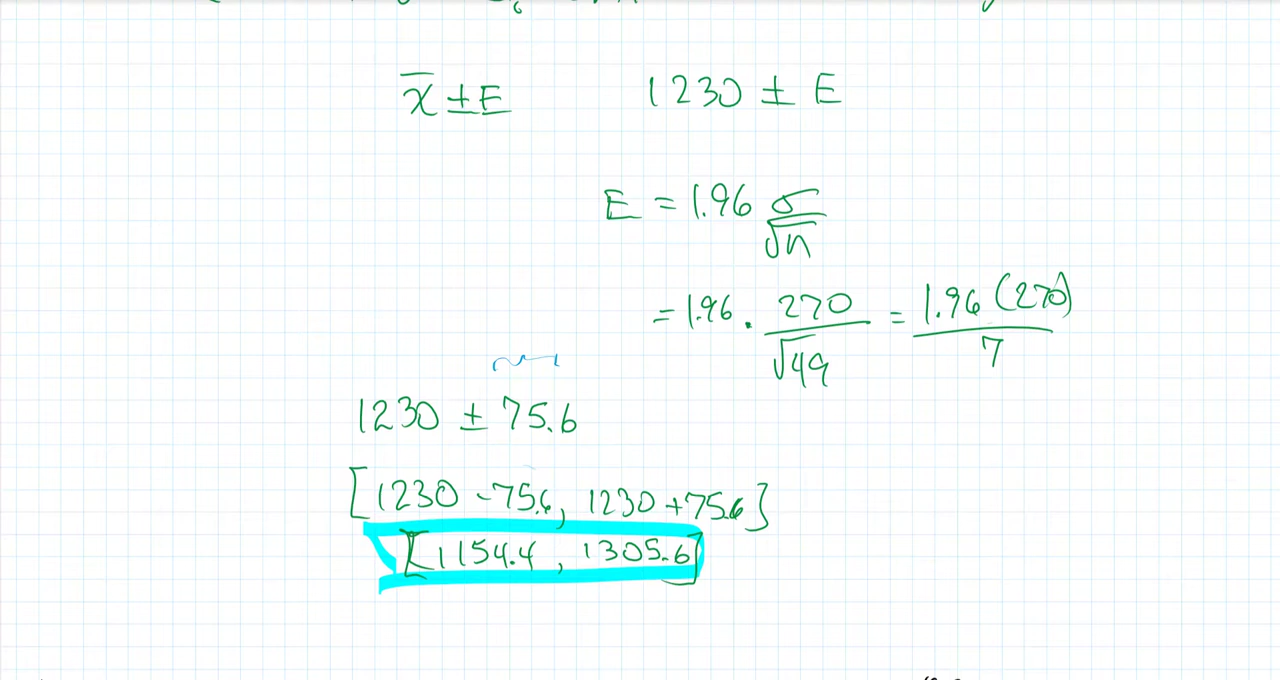 x̄ ± E 1230 ± E
E = 1.96 σ/√n
= 1.96 · 270/√49 = 1.96 (270)/7
1230 ± 75.6
[1230 - 75.6, 1230 + 75.6]
[1154.4, 1305.6]